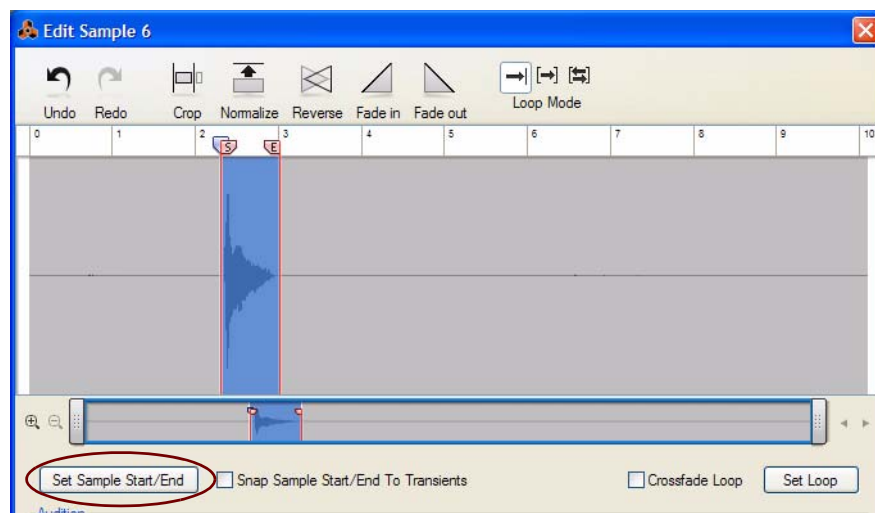 Edit Sample 6
Undo Redo Crop Normalize Reverse Fade in Fade out Loop Mode
0 1 2 3 4 5 6 7 8 9 10
S E
Set Sample Start/End Snap Sample Start/End To Transients Crossfade Loop Set Loop
Audition